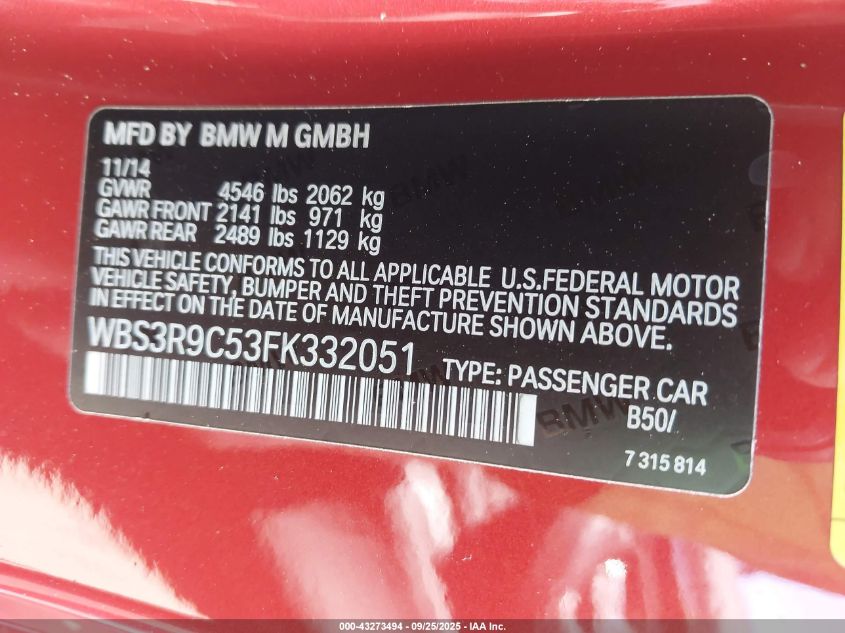 MFD BY BMW M GMBH
11/14
GVWR 4546 lbs 2062 kg
GAWR FRONT 2141 lbs 971 kg
GAWR REAR 2489 lbs 1129 kg
THIS VEHICLE CONFORMS TO ALL APPLICABLE U.S.FEDERAL MOTOR
VEHICLE SAFETY, BUMPER AND THEFT PREVENTION STANDARDS
IN EFFECT ON THE DATE OF MANUFACTURE SHOWN ABOVE.
WBS3R9C53FK332051 TYPE: PASSENGER CAR
B50/
7 315 814
000-43273494 - 09/25/2025 - IAA Inc.